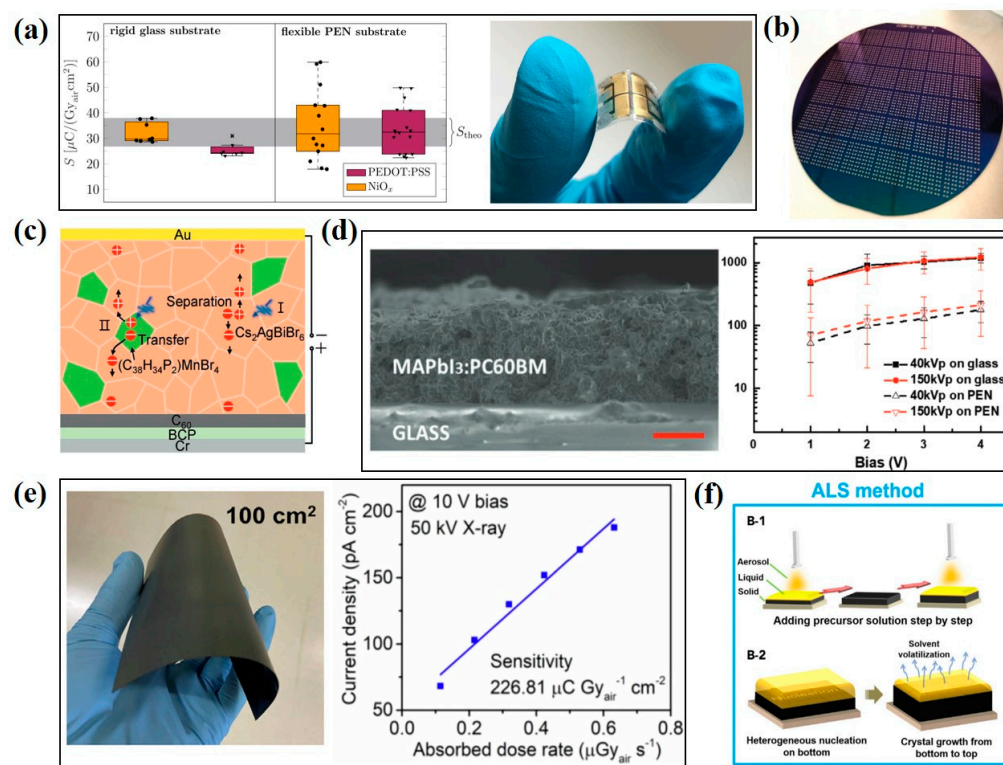 (a)
rigid glass substrate
flexible PEN substrate
S [μC/(Gy_air cm²)]
70
60
50
40
30
20
10
S_theo
PEDOT:PSS
NiO_x
(b)
(c)
Au
Separation
I
II
Transfer
Cs₂AgBiBr₆
(C₃₈H₃₄P₂)MnBr₄
C₆₀
BCP
Cr
−
+
(d)
MAPbI₃:PC60BM
GLASS
1000
100
10
40kVp on glass
150kVp on glass
40kVp on PEN
150kVp on PEN
1 2 3 4
Bias (V)
(e)
100 cm²
@ 10 V bias
50 kV X-ray
Sensitivity
226.81 μC Gy_air⁻¹ cm⁻²
Current density (pA cm⁻²)
200
150
100
50
0.0 0.2 0.4 0.6 0.8
Absorbed dose rate (μGy_air s⁻¹)
(f)
ALS method
B-1
Aerosol
Liquid
Solid
Adding precursor solution step by step
B-2
Solvent
volatilization
Heterogeneous nucleation
on bottom
Crystal growth from
bottom to top